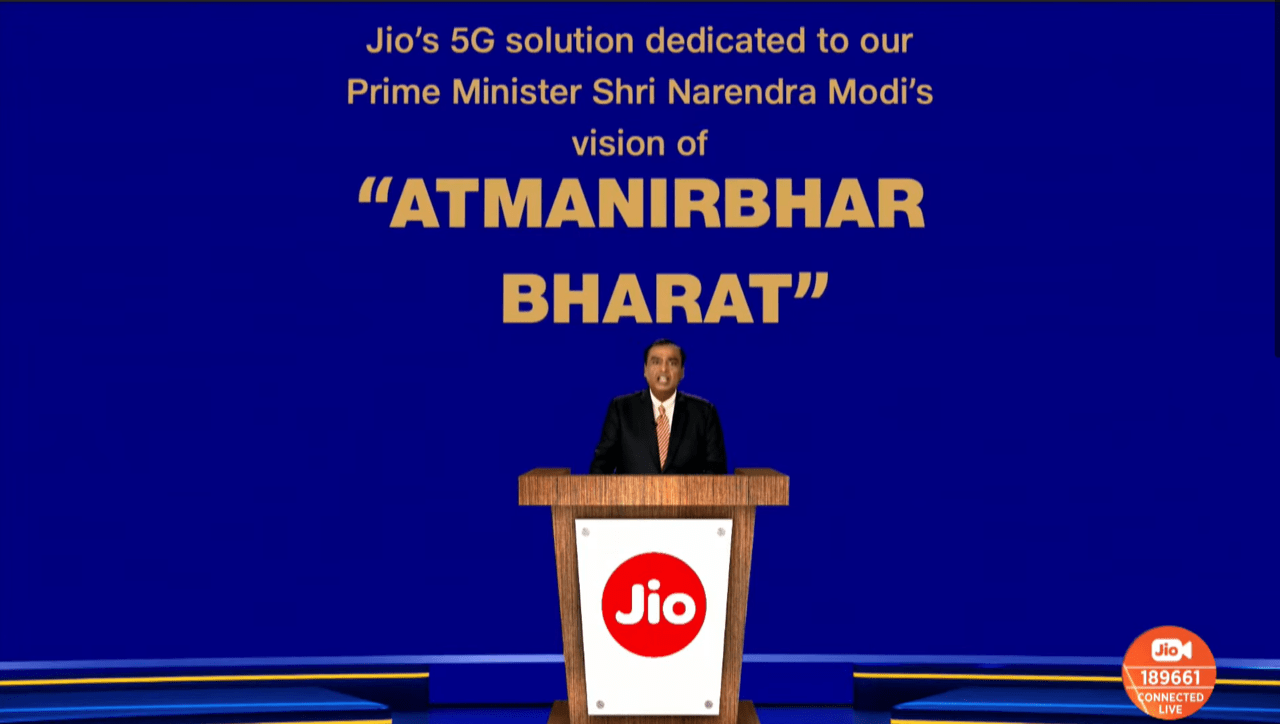 Jio’s 5G solution dedicated to our
Prime Minister Shri Narendra Modi’s
vision of
“ATMANIRBHAR
BHARAT”
Jio
Jio
189661
CONNECTED
LIVE